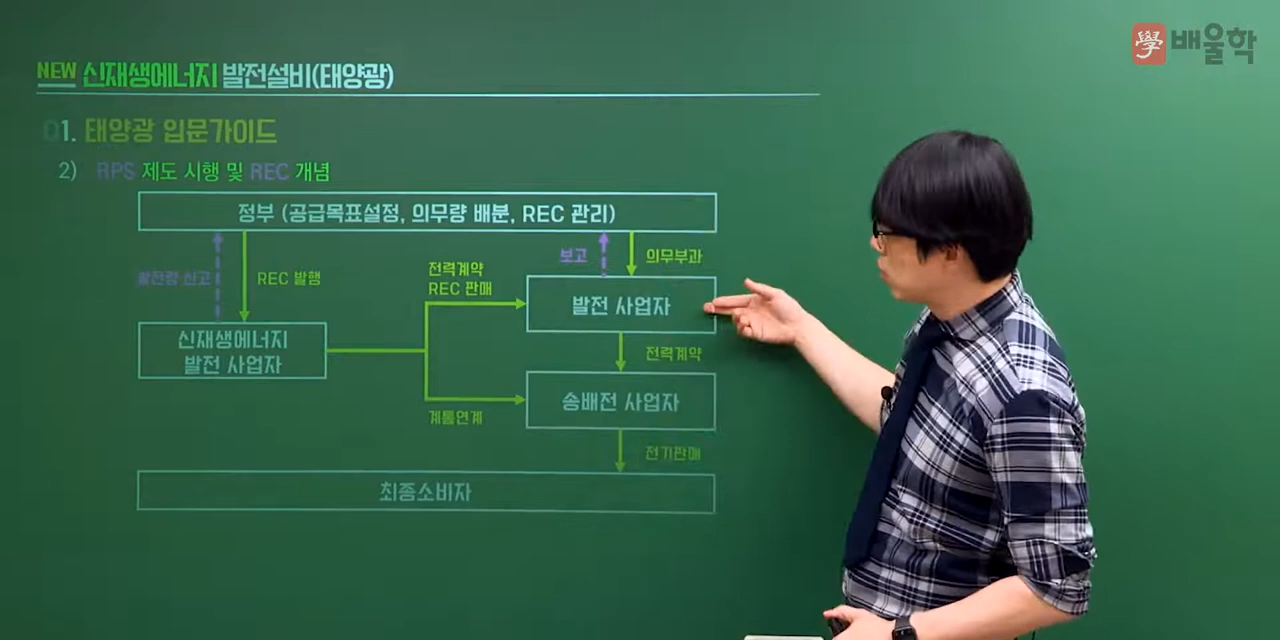 學 배울학
NEW 신재생에너지 발전설비(태양광)
01. 태양광 입문가이드
2) RPS 제도 시행 및 REC 개념
정부 (공급목표설정, 의무량 배분, REC 관리)
발전량 신고
REC 발행
전력계약
REC 판매
보고
의무부과
신재생에너지
발전 사업자
발전 사업자
전력계약
송배전 사업자
계통연계
전기판매
최종소비자